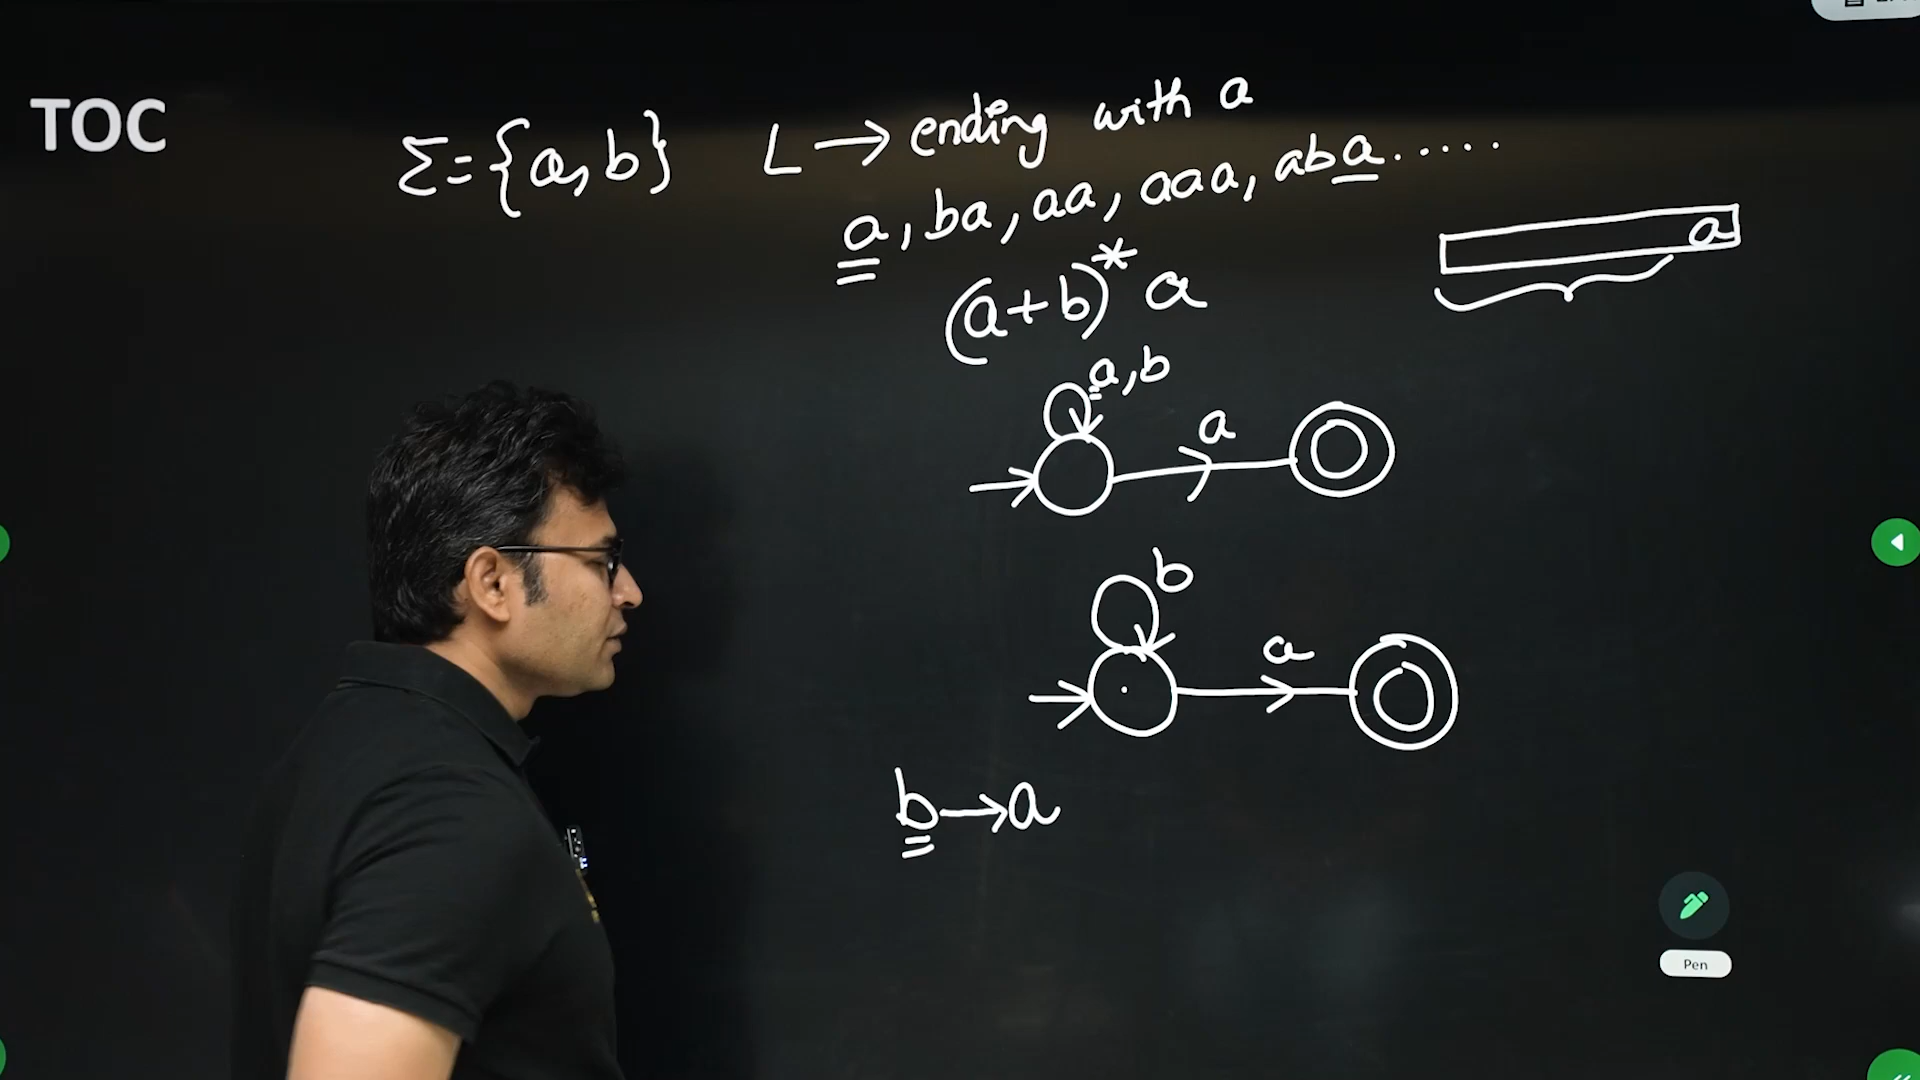 TOC
Σ={a,b} L → ending with a
a, ba, aa, aaa, aba.....
a
(a+b)* a
a,b
a
b
a
b→a
Pen